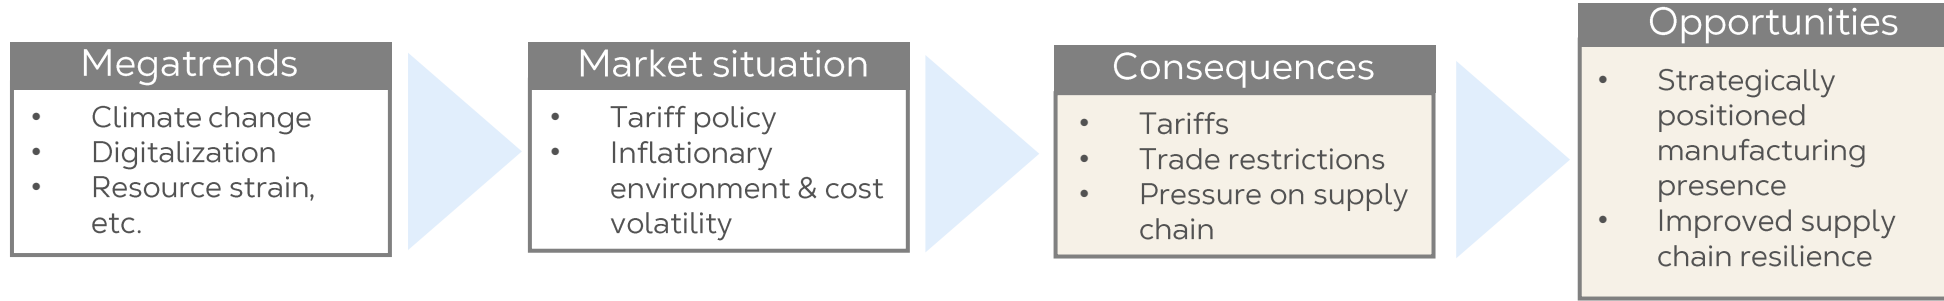 Megatrends
• Climate change
• Digitalization
• Resource strain,
etc.
Market situation
• Tariff policy
• Inflationary
environment & cost
volatility
Consequences
• Tariffs
• Trade restrictions
• Pressure on supply
chain
Opportunities
• Strategically
positioned
manufacturing
presence
• Improved supply
chain resilience